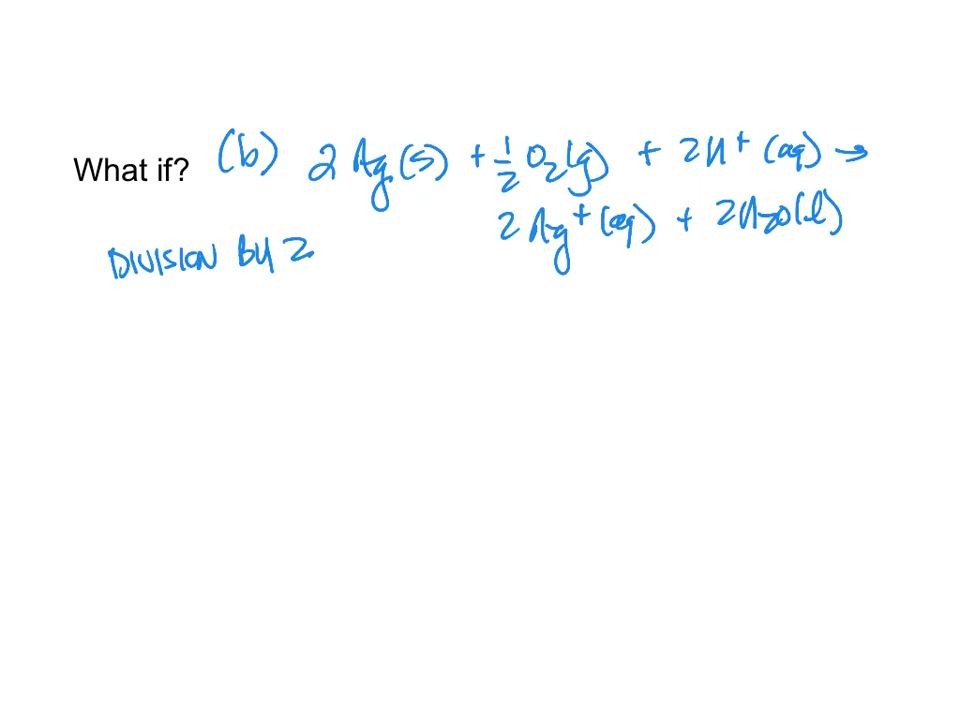 What if? (b) 2 Ag(s) + 1/2 O2(g) + 2H+ (aq) →
2 Ag+ (aq) + 2H2O(l)
DIVISION BY 2